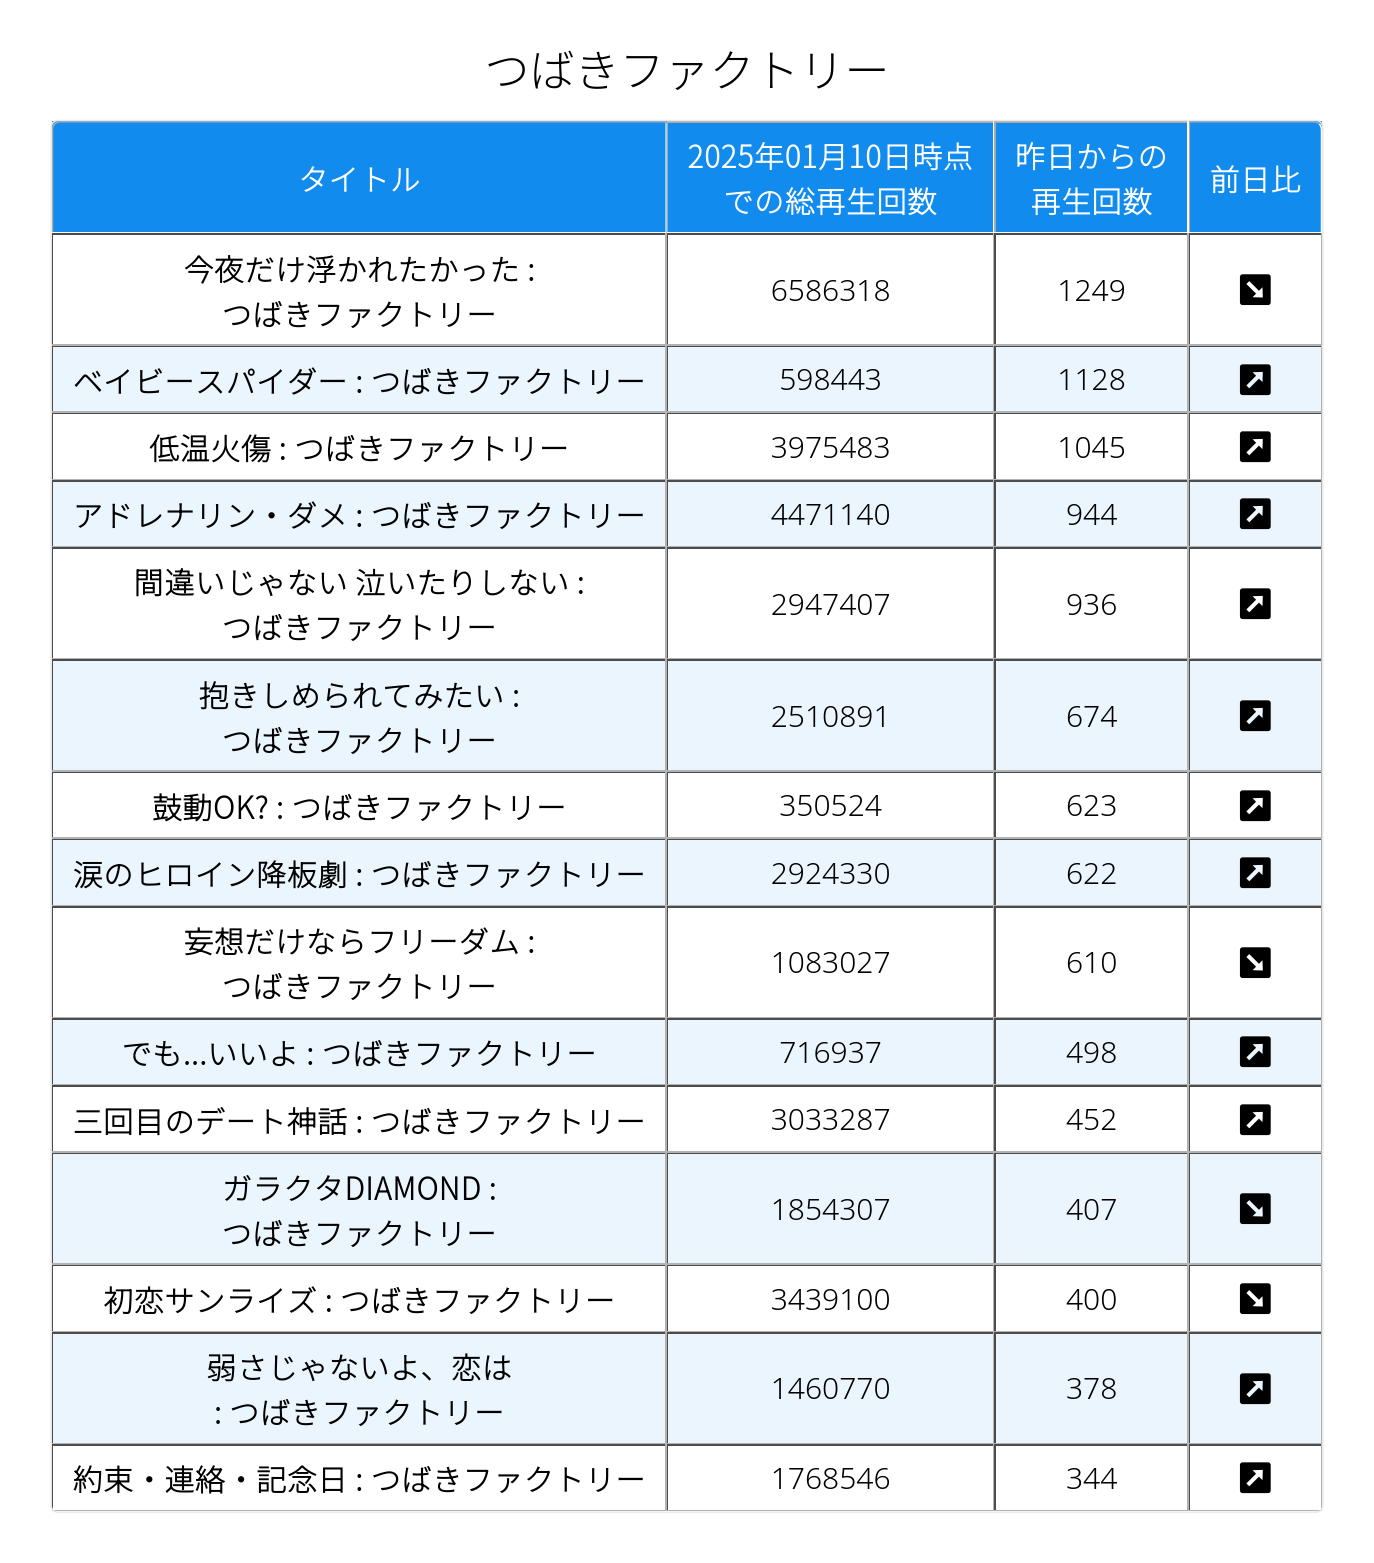 つばきファクトリー
タイトル
2025年01月10日時点
での総再生回数
昨日からの
再生回数
前日比
今夜だけ浮かれたかった :
つばきファクトリー
6586318
1249
ベイビースパイダー : つばきファクトリー
598443
1128
低温火傷 : つばきファクトリー
3975483
1045
アドレナリン・ダメ : つばきファクトリー
4471140
944
間違いじゃない 泣いたりしない :
つばきファクトリー
2947407
936
抱きしめられてみたい :
つばきファクトリー
2510891
674
鼓動OK? : つばきファクトリー
350524
623
涙のヒロイン降板劇 : つばきファクトリー
2924330
622
妄想だけならフリーダム :
つばきファクトリー
1083027
610
でも...いいよ : つばきファクトリー
716937
498
三回目のデート神話 : つばきファクトリー
3033287
452
ガラクタDIAMOND :
つばきファクトリー
1854307
407
初恋サンライズ : つばきファクトリー
3439100
400
弱さじゃないよ、恋は
: つばきファクトリー
1460770
378
約束・連絡・記念日 : つばきファクトリー
1768546
344